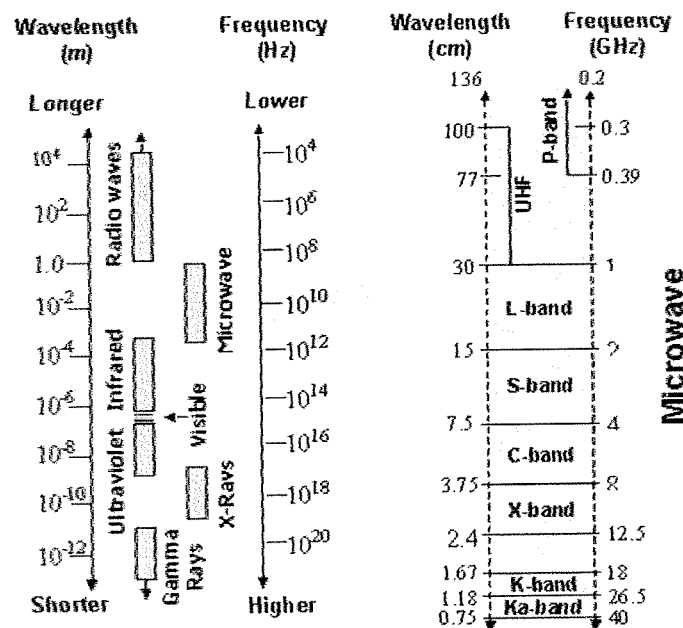 Wavelength
(m)
Longer
10⁴
10²
1.0
10⁻²
10⁻⁴
10⁻⁶
10⁻⁸
10⁻¹⁰
10⁻¹²
Shorter
Radio waves
Infrared
Ultraviolet
Microwave
Visible
X-Rays
Gamma
Rays
Frequency
(Hz)
Lower
10⁴
10⁶
10⁸
10¹⁰
10¹²
10¹⁴
10¹⁶
10¹⁸
10²⁰
Higher
Wavelength
(cm)
136
100
77
30
15
7.5
3.75
2.4
1.67
1.18
0.75
UHF
P-band
L-band
S-band
C-band
X-band
K-band
Ka-band
Frequency
(GHz)
0.2
0.3
0.39
1
2
4
8
12.5
18
26.5
40
Microwave